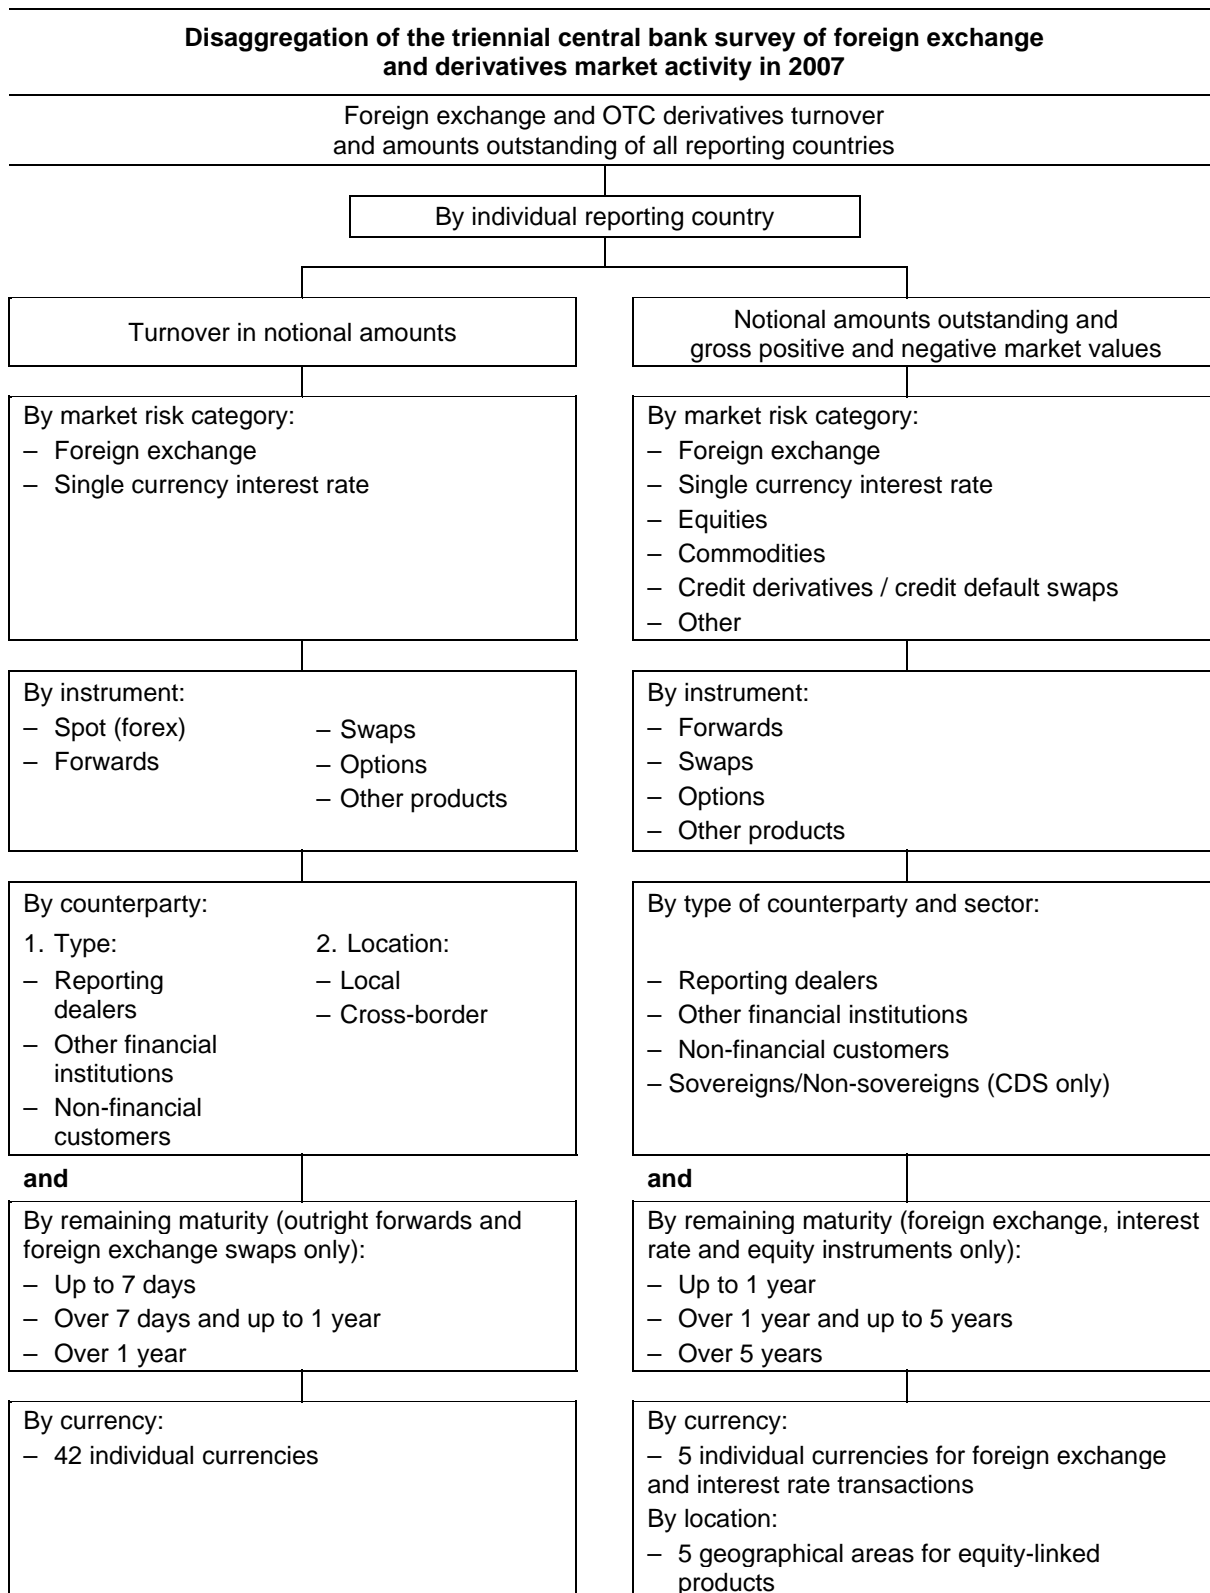 Disaggregation of the triennial central bank survey of foreign exchange
and derivatives market activity in 2007
Foreign exchange and OTC derivatives turnover
and amounts outstanding of all reporting countries
By individual reporting country
Turnover in notional amounts
Notional amounts outstanding and
gross positive and negative market values
By market risk category:
– Foreign exchange
– Single currency interest rate
By market risk category:
– Foreign exchange
– Single currency interest rate
– Equities
– Commodities
– Credit derivatives / credit default swaps
– Other
By instrument:
– Spot (forex)
– Forwards
– Swaps
– Options
– Other products
By instrument:
– Forwards
– Swaps
– Options
– Other products
By counterparty:
1. Type:
– Reporting
dealers
– Other financial
institutions
– Non-financial
customers
2. Location:
– Local
– Cross-border
By type of counterparty and sector:
– Reporting dealers
– Other financial institutions
– Non-financial customers
– Sovereigns/Non-sovereigns (CDS only)
and
and
By remaining maturity (outright forwards and
foreign exchange swaps only):
– Up to 7 days
– Over 7 days and up to 1 year
– Over 1 year
By remaining maturity (foreign exchange, interest
rate and equity instruments only):
– Up to 1 year
– Over 1 year and up to 5 years
– Over 5 years
By currency:
– 42 individual currencies
By currency:
– 5 individual currencies for foreign exchange
and interest rate transactions
By location:
– 5 geographical areas for equity-linked
products